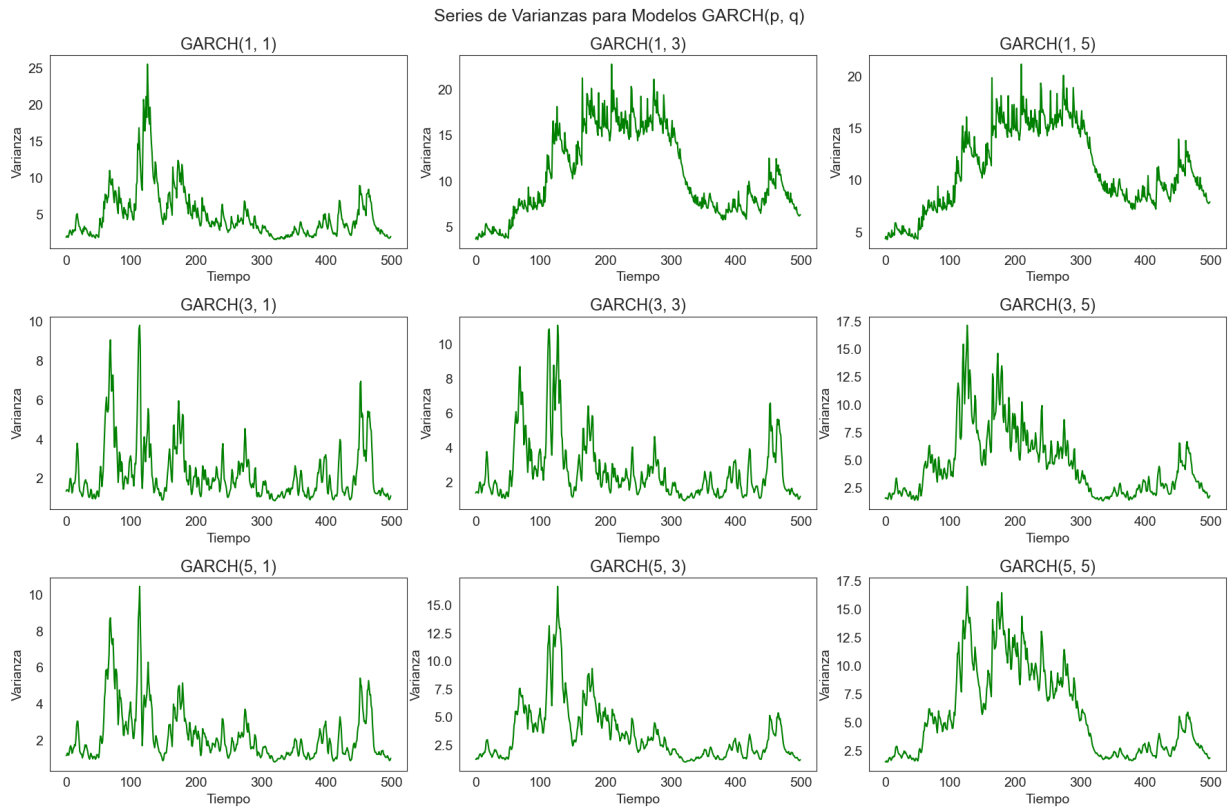 Series de Varianzas para Modelos GARCH(p, q)
GARCH(1, 1)
25
20
15
10
5
Varianza
0 100 200 300 400 500
Tiempo
GARCH(1, 3)
20
15
10
5
Varianza
0 100 200 300 400 500
Tiempo
GARCH(1, 5)
20
15
10
5
Varianza
0 100 200 300 400 500
Tiempo
GARCH(3, 1)
10
8
6
4
2
Varianza
0 100 200 300 400 500
Tiempo
GARCH(3, 3)
10
8
6
4
2
Varianza
0 100 200 300 400 500
Tiempo
GARCH(3, 5)
17.5
15.0
12.5
10.0
7.5
5.0
2.5
Varianza
0 100 200 300 400 500
Tiempo
GARCH(5, 1)
10
8
6
4
2
Varianza
0 100 200 300 400 500
Tiempo
GARCH(5, 3)
15.0
12.5
10.0
7.5
5.0
2.5
Varianza
0 100 200 300 400 500
Tiempo
GARCH(5, 5)
17.5
15.0
12.5
10.0
7.5
5.0
2.5
Varianza
0 100 200 300 400 500
Tiempo